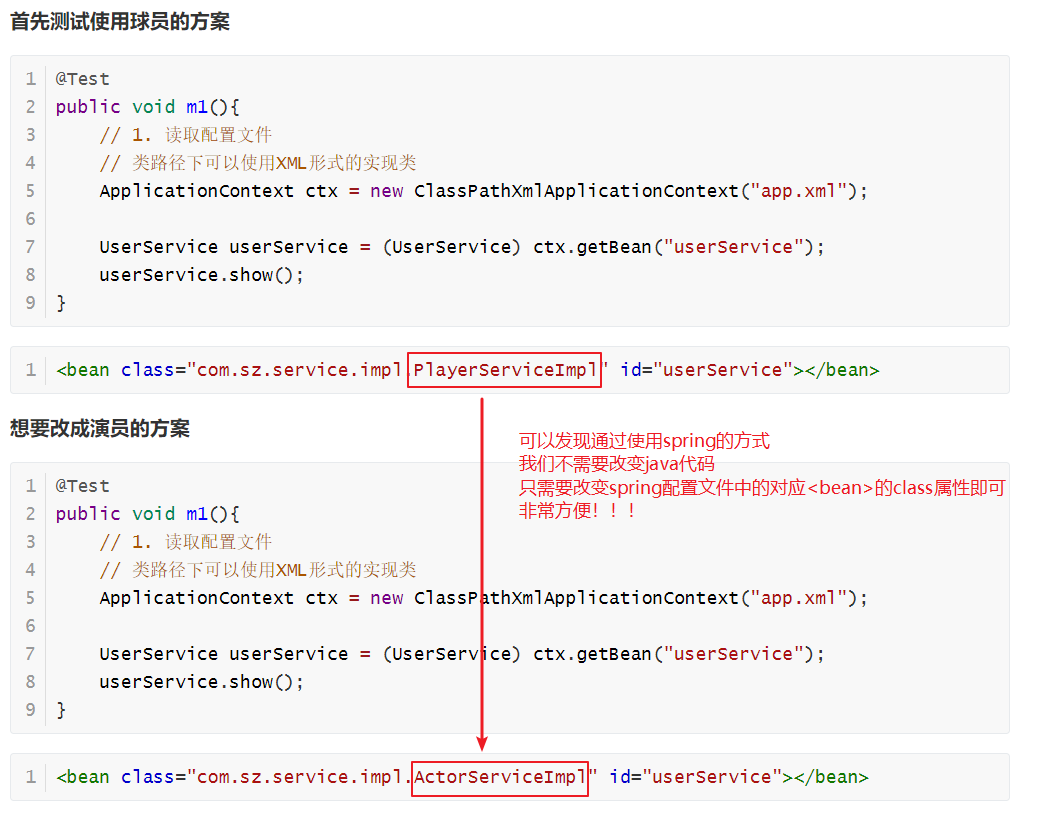 首先测试使用球员的方案
1 @Test
2 public void m1(){
3 // 1. 读取配置文件
4 // 类路径下可以使用XML形式的实现类
5 ApplicationContext ctx = new ClassPathXmlApplicationContext("app.xml");
6
7 UserService userService = (UserService) ctx.getBean("userService");
8 userService.show();
9 }
1 <bean class="com.sz.service.impl.PlayerServiceImpl" id="userService"></bean>
想要改成演员的方案
可以发现通过使用spring的方式
我们不需要改变java代码
只需要改变spring配置文件中的对应<bean>的class属性即可
非常方便！！！
1 @Test
2 public void m1(){
3 // 1. 读取配置文件
4 // 类路径下可以使用XML形式的实现类
5 ApplicationContext ctx = new ClassPathXmlApplicationContext("app.xml");
6
7 UserService userService = (UserService) ctx.getBean("userService");
8 userService.show();
9 }
1 <bean class="com.sz.service.impl.ActorServiceImpl" id="userService"></bean>